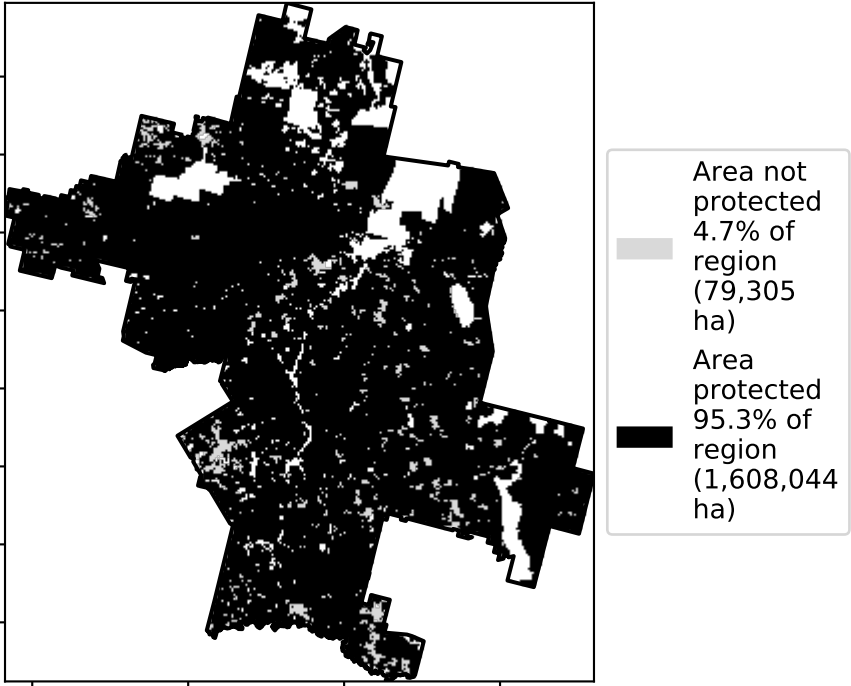 Area not
protected
4.7% of
region
(79,305
ha)
Area
protected
95.3% of
region
(1,608,044
ha)